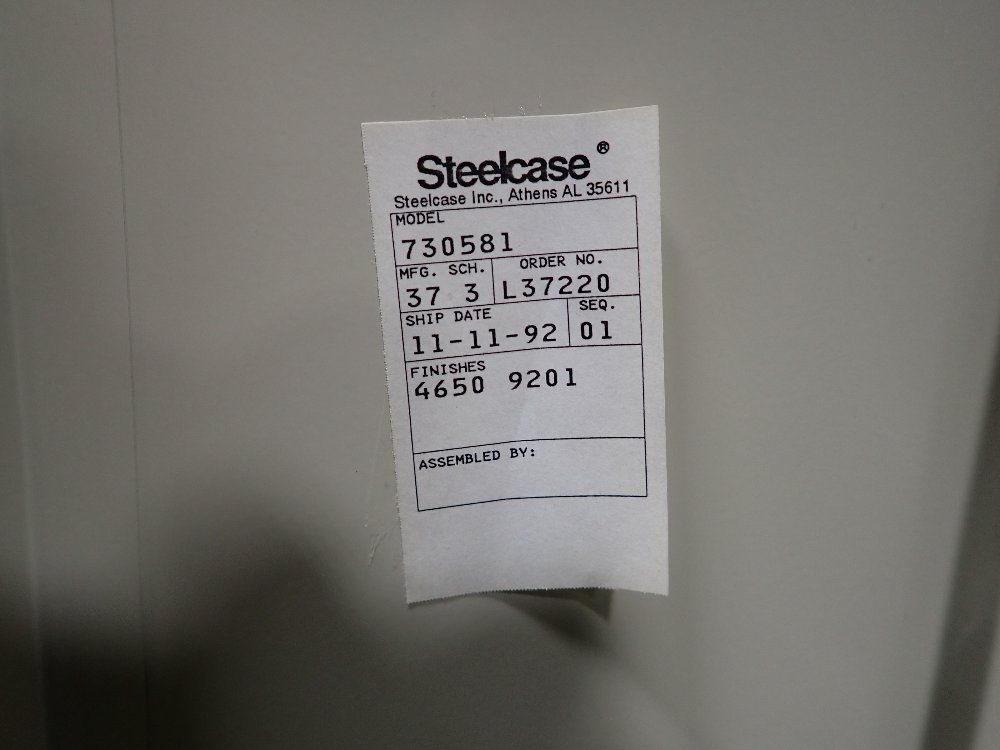 Steelcase ®
Steelcase Inc., Athens AL 35611
MODEL
730581
MFG. SCH. ORDER NO.
37 3 L37220
SHIP DATE SEQ.
11-11-92 01
FINISHES
4650 9201
ASSEMBLED BY: